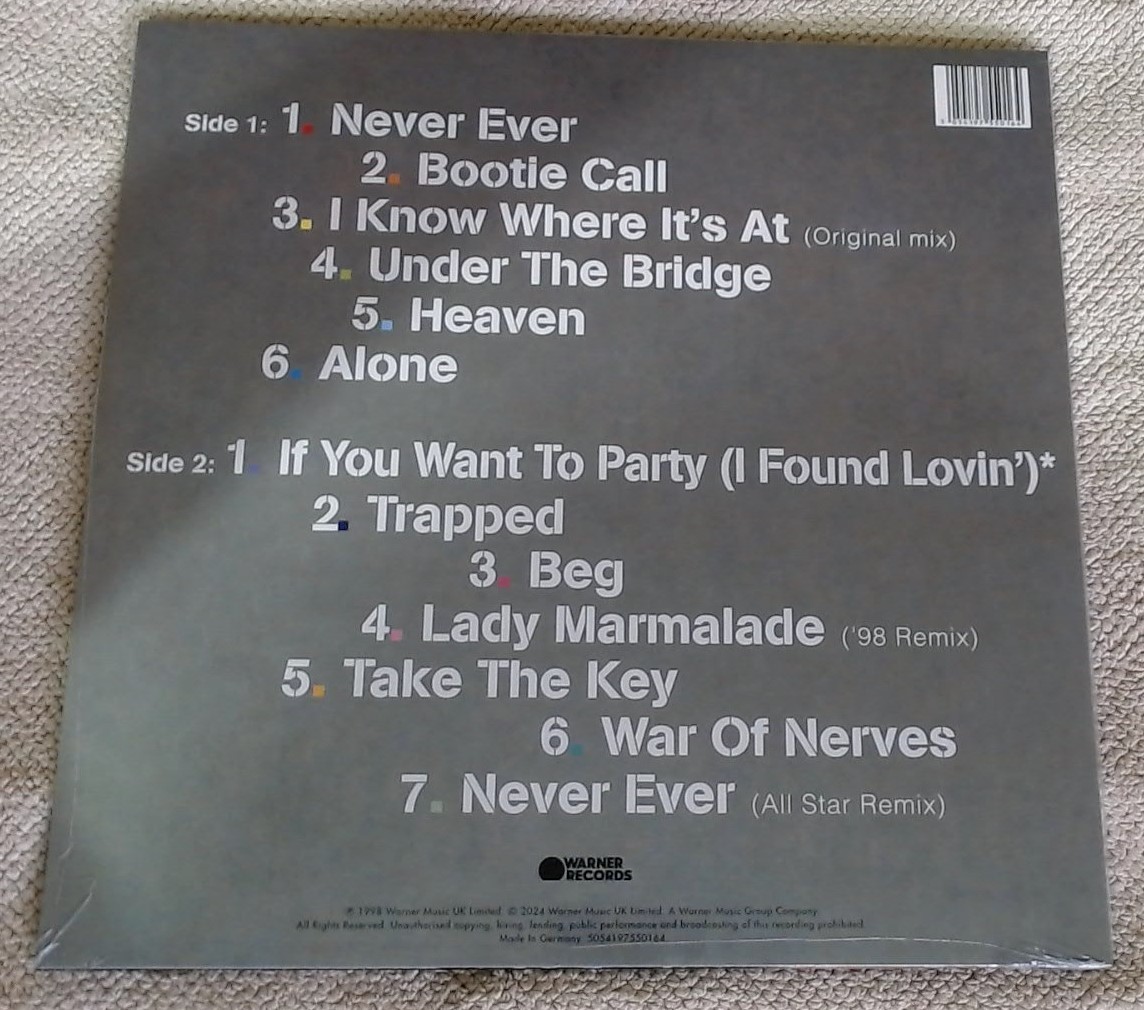 Side 1: 1. Never Ever
2. Bootie Call
3. I Know Where It's At (Original mix)
4. Under The Bridge
5. Heaven
6. Alone
Side 2: 1. If You Want To Party (I Found Lovin')*
2. Trapped
3. Beg
4. Lady Marmalade ('98 Remix)
5. Take The Key
6. War Of Nerves
7. Never Ever (All Star Remix)
WARNER
RECORDS
℗ 1998 Warner Music UK Limited. © 2024 Warner Music UK Limited. A Warner Music Group Company.
All Rights Reserved. Unauthorised copying, hiring, lending, public performance and broadcasting of this recording prohibited.
Made In Germany. 5054197550164